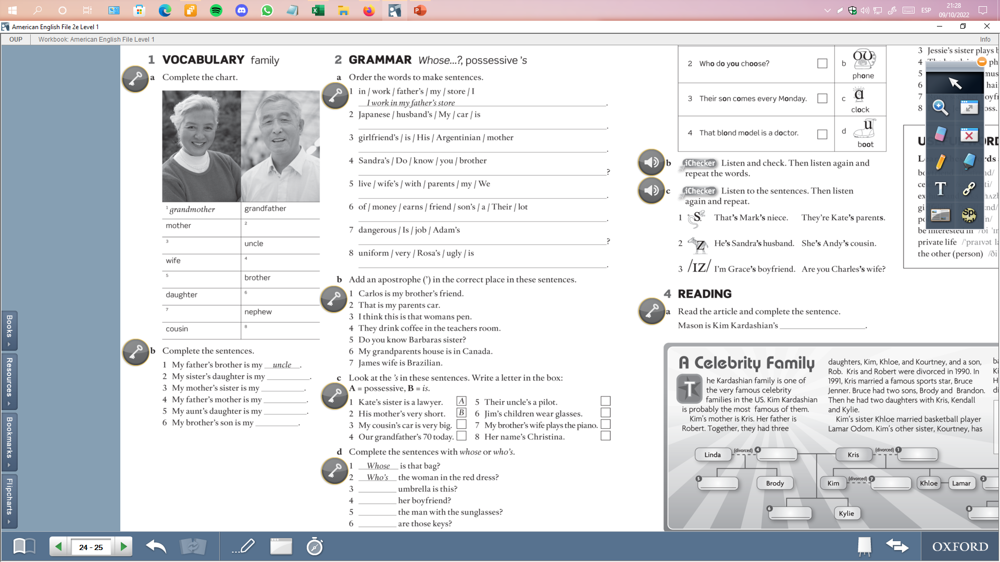 ESP
21:28
09/10/2022
American English File 2e Level 1
OUP
Workbook: American English File Level 1
Info
1 VOCABULARY family
a Complete the chart.
1 grandmother
grandfather
mother
2
3
uncle
wife
4
5
brother
daughter
6
7
nephew
cousin
8
b Complete the sentences.
1 My father's brother is my uncle.
2 My sister's daughter is my ________.
3 My mother's sister is my ________.
4 My father's mother is my ________.
5 My aunt's daughter is my ________.
6 My brother's son is my ________.
2 GRAMMAR Whose...?, possessive 's
a Order the words to make sentences.
1 in / work / father's / my / store / I
I work in my father's store.
2 Japanese / husband's / My / car / is
________.
3 girlfriend's / is / His / Argentinian / mother
________.
4 Sandra's / Do / know / you / brother
________?
5 live / wife's / with / parents / my / We
________.
6 of / money / earns / friend / son's / a / Their / lot
________.
7 dangerous / Is / job / Adam's
________?
8 uniform / very / Rosa's / ugly / is
________.
b Add an apostrophe (') in the correct place in these sentences.
1 Carlos is my brother's friend.
2 That is my parents car.
3 I think this is that womans pen.
4 They drink coffee in the teachers room.
5 Do you know Barbaras sister?
6 My grandparents house is in Canada.
7 James wife is Brazilian.
c Look at the 's in these sentences. Write a letter in the box:
A = possessive, B = is.
1 Kate's sister is a lawyer. A
2 His mother's very short. B
3 My cousin's car is very big.
4 Our grandfather's 70 today.
5 Their uncle's a pilot.
6 Jim's children wear glasses.
7 My brother's wife plays the piano.
8 Her name's Christina.
d Complete the sentences with whose or who's.
1 Whose is that bag?
2 Who's the woman in the red dress?
3 ________ umbrella is this?
4 ________ her boyfriend?
5 ________ the man with the sunglasses?
6 ________ are those keys?
2 Who do you choose?
b
ʊ
phone
3 Their son comes every Monday.
c
ɑ
clock
4 That blond model is a doctor.
d
u
boot
b iChecker Listen and check. Then listen again and
repeat the words.
c iChecker Listen to the sentences. Then listen
again and repeat.
1 S That's Mark's niece. They're Kate's parents.
2 Z He's Sandra's husband. She's Andy's cousin.
3 /ɪz/ I'm Grace's boyfriend. Are you Charles's wife?
4 READING
a Read the article and complete the sentence.
Mason is Kim Kardashian's ________.
A Celebrity Family
The Kardashian family is one of
the very famous celebrity
families in the US. Kim Kardashian
is probably the most famous of them.
Kim's mother is Kris. Her father is
Robert. Together, they had three
daughters, Kim, Khloe, and Kourtney, and a son,
Rob. Kris and Robert were divorced in 1990. In
1991, Kris married a famous sports star, Bruce
Jenner. Bruce had two sons, Brody and Brandon.
Then he had two daughters with Kris, Kendall
and Kylie.
Kim's sister Khloe married basketball player
Lamar Odom. Kim's other sister, Kourtney, has
Linda (divorced) 4 Kris (divorced) 1
5 Brody Kim (divorced) 7 Khloe Lamar 2
6 Kylie 8
3 Jessie's sister plays
4
5
6
7
8
private life
the other (person)
Books
Resources
Bookmarks
Flipcharts
24 - 25
OXFORD